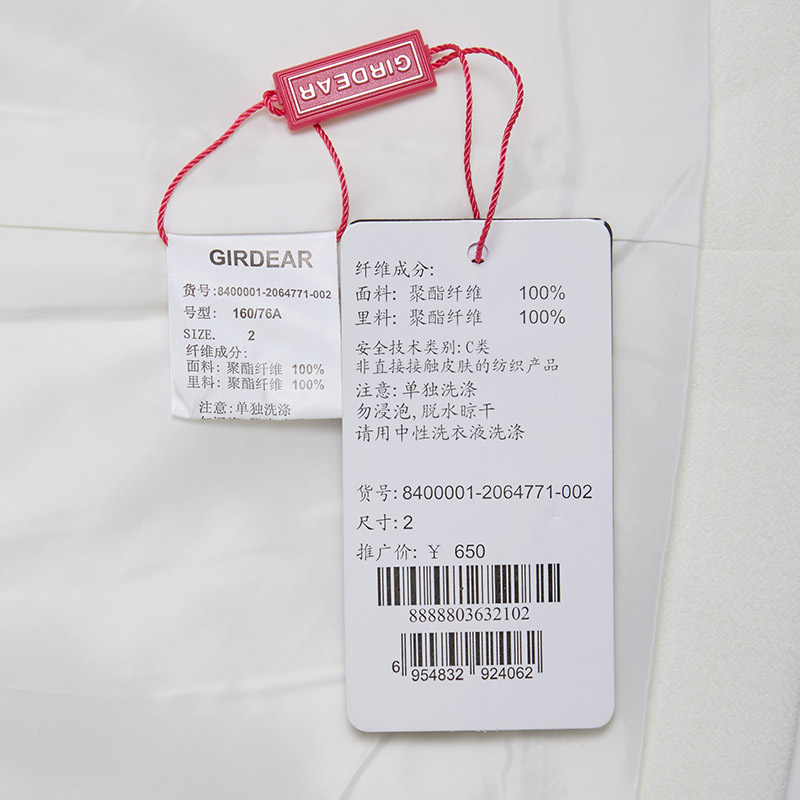 GIRDEAR
GIRDEAR
货号:8400001-2064771-002
号型: 160/76A
SIZE. 2
纤维成分:
面料: 聚酯纤维 100%
里料: 聚酯纤维 100%
注意:单独洗涤
纤维成分:
面料: 聚酯纤维 100%
里料: 聚酯纤维 100%
安全技术类别:C类
非直接接触皮肤的纺织产品
注意: 单独洗涤
勿浸泡,脱水晾干
请用中性洗衣液洗涤
货号:8400001-2064771-002
尺寸:2
推广价:¥ 650
8888803632102
6 954832 924062